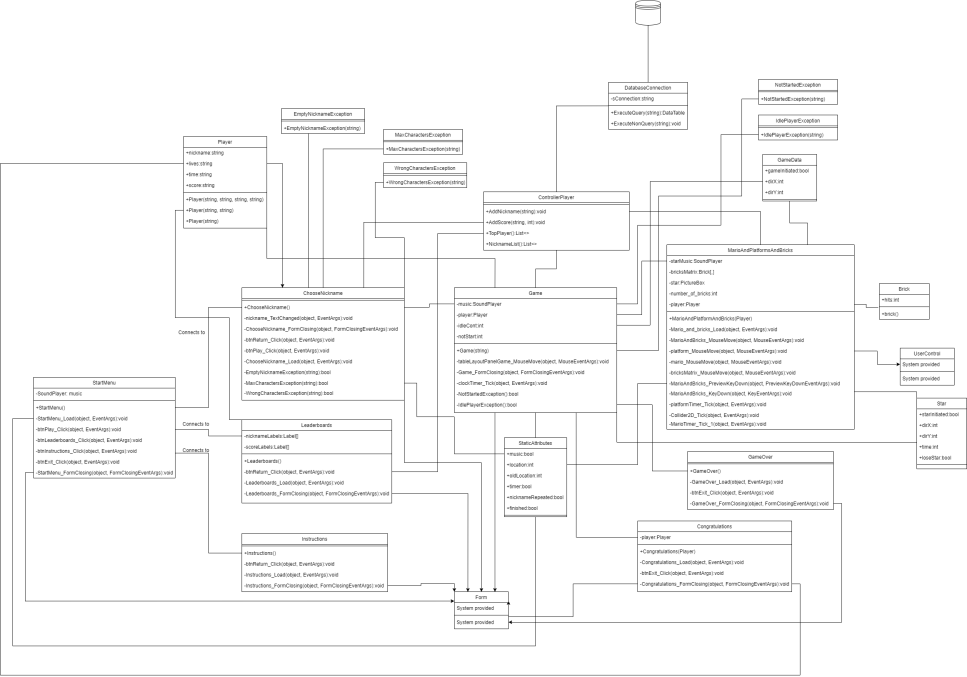 DatabaseConnection
-sConnection:string
+ExecuteQuery(string):DataTable
+ExecuteNonQuery(string):void
NotStartedException
+NotStartedException(string)
IdlePlayerException
+IdlePlayerException(string)
EmptyNicknameException
+EmptyNicknameException(string)
MaxCharactersException
+MaxCharactersException(string)
WrongCharactersException
+WrongCharactersException(string)
Player
+nickname:string
+lives:string
+time:string
+score:string
+Player(string, string, string, string)
+Player(string, string)
+Player(string)
GameData
+gameInitiated:bool
+dirX:int
+dirY:int
ControllerPlayer
+AddNickname(string):void
+AddScore(string, int):void
+TopPlayer():List<>
+NicknameList():List<>
MarioAndPlatformsAndBricks
-starMusic:SoundPlayer
-bricksMatrix:Brick[,]
-star:PictureBox
-number_of_bricks:int
-player:Player
+MarioAndPlatformAndBricks(Player)
-Mario_and_bricks_Load(object, EventArgs):void
-MarioAndBricks_MouseMove(object, MouseEventArgs):void
-platform_MouseMove(object, MouseEventArgs):void
-mario_MouseMove(object, MouseEventArgs):void
-bricksMatrix_MouseMove(object, MouseEventArgs):void
-MarioAndBricks_PreviewKeyDown(object, PreviewKeyDownEventArgs):void
-MarioAndBricks_KeyDown(object, KeyEventArgs):void
-platformTimer_Tick(object, EventArgs):void
-Collider2D_Tick(object, EventArgs):void
-MarioTimer_Tick_1(object, EventArgs):void
Brick
+hits:int
+brick()
UserControl
System provided
System provided
Star
+starInitiated:bool
+dirX:int
+dirY:int
+time:int
+loseStar:bool
ChooseNickname
+ChooseNickname()
-nickname_TextChanged(object, EventArgs):void
-ChooseNickname_FormClosing(object, FormClosingEventArgs):void
-btnReturn_Click(object, EventArgs):void
-btnPlay_Click(object, EventArgs):void
-ChooseNickname_Load(object, EventArgs):void
-EmptyNicknameException(string):bool
-MaxCharactersException(string):bool
-WrongCharactersException(string):bool
Game
-music:SoundPlayer
-player:Player
-idleCont:int
-notStart:int
+Game(string)
-tableLayoutPanelGame_MouseMove(object, MouseEventArgs):void
-Game_FormClosing(object, FormClosingEventArgs):void
-clockTimer_Tick(object, EventArgs):void
-NotStartedException():bool
-IdlePlayerException():bool
Connects to
Connects to
Connects to
StartMenu
-SoundPlayer: music
+StartMenu()
-StartMenu_Load(object, EventArgs):void
-btnPlay_Click(object, EventArgs):void
-btnLeaderboards_Click(object, EventArgs):void
-btnInstructions_Click(object, EventArgs):void
-btnExit_Click(object, EventArgs):void
-StartMenu_FormClosing(object, FormClosingEventArgs):void
Leaderboards
-nicknameLabels:Label[]
-scoreLabels:Label[]
+Leaderboards()
-btnReturn_Click(object, EventArgs):void
-Leaderboards_Load(object, EventArgs):void
-Leaderboards_FormClosing(object, FormClosingEventArgs):void
StaticAttributes
+music:bool
+location:int
+oldLocation:int
+timer:bool
+nicknameRepeated:bool
+finished:bool
GameOver
+GameOver()
-GameOver_Load(object, EventArgs):void
-btnExit_Click(object, EventArgs):void
-GameOver_FormClosing(object, FormClosingEventArgs):void
Instructions
+Instructions()
-btnReturn_Click(object, EventArgs):void
-Instructions_Load(object, EventArgs):void
-Instructions_FormClosing(object, FormClosingEventArgs):void
Congratulations
-player:Player
+Congratulations(Player)
-Congratulations_Load(object, EventArgs):void
-btnExit_Click(object, EventArgs):void
-Congratulations_FormClosing(object, FormClosingEventArgs):void
Form
System provided
System provided